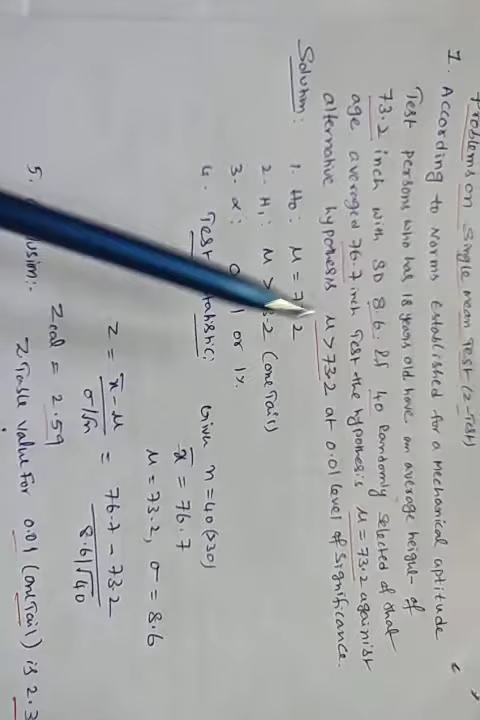 Problems on Single mean Test (Z-Test)
1. According to Norms established for a mechanical aptitude
Test persons who has 18 years old have an average height of
73.2 inch with SD 8.6. If 40 Randomly selected of that
age averaged 76.7 inch Test the hypothesis μ = 73.2 against
alternative hypothesis μ > 73.2 at 0.01 level of significance.
Solution: 1. H₀: μ = 2
2. H₁: μ > 3.2 (one Tail)
3. α: 0 1 or 1%
4. Test tatistic: Given n = 40 (>30)
x̄ = 76.7
μ = 73.2, σ = 8.6
Z = x̄ - μ / σ/√n = 76.7 - 73.2 / 8.6/√40
Zcal = 2.59
5. usion:- Z Table value for 0.01 (one Tail) is 2.3